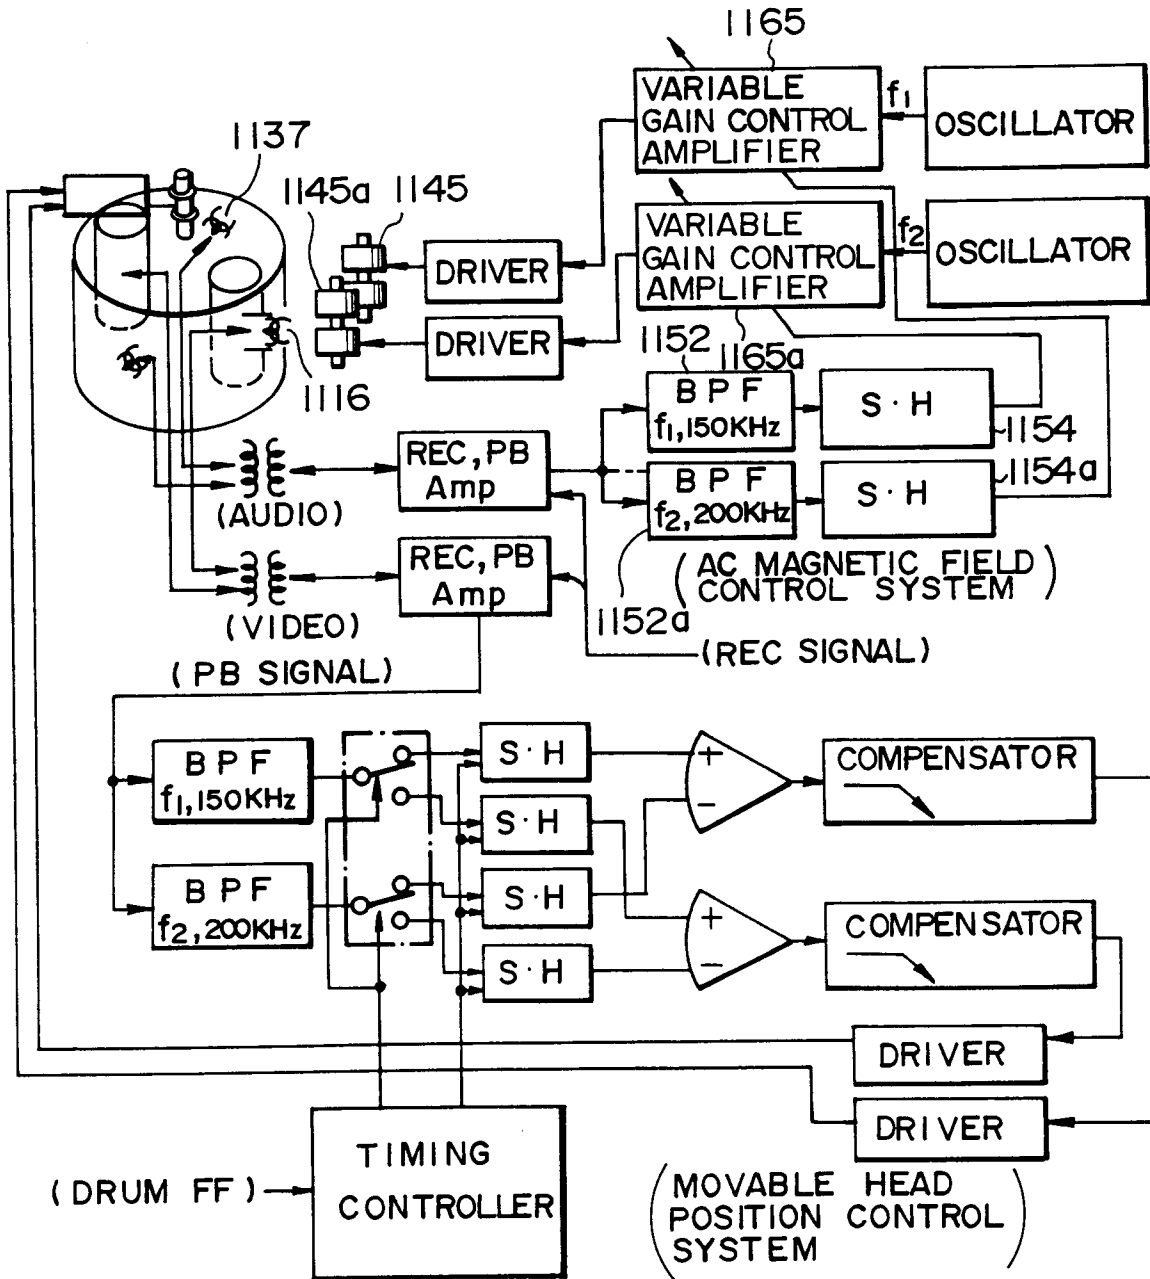 1165
VARIABLE
GAIN CONTROL
AMPLIFIER
f1
OSCILLATOR
1137
1145a
1145
DRIVER
VARIABLE
GAIN CONTROL
AMPLIFIER
f2
OSCILLATOR
DRIVER
1152
1165a
1116
BPF
f1,150KHz
S·H
1154
REC,PB
Amp
(AUDIO)
BPF
f2,200KHz
S·H
1154a
REC,PB
Amp
(AC MAGNETIC FIELD
CONTROL SYSTEM)
(VIDEO)
1152a
(REC SIGNAL)
(PB SIGNAL)
BPF
f1,150KHz
S·H
+
−
COMPENSATOR
S·H
BPF
f2,200KHz
S·H
+
−
COMPENSATOR
S·H
DRIVER
DRIVER
TIMING
CONTROLLER
(DRUM FF)
(MOVABLE HEAD
POSITION CONTROL
SYSTEM)